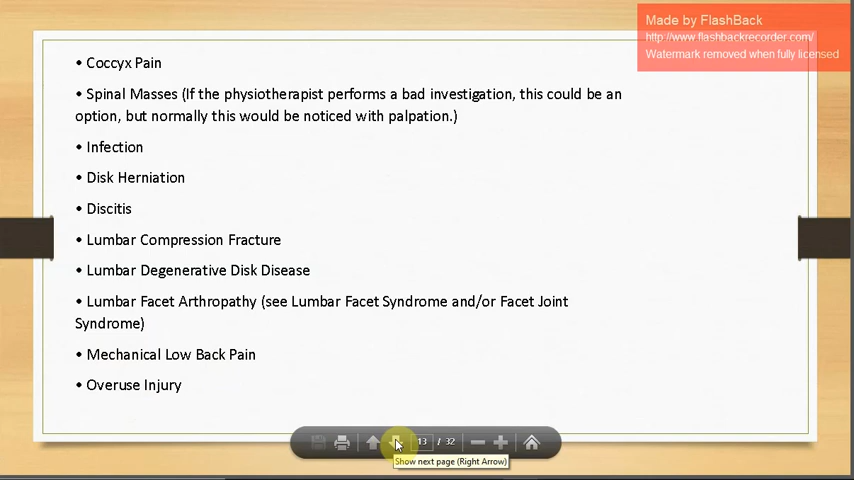 Made by FlashBack
http://www.flashbackrecorder.com/
Watermark removed when fully licensed
• Coccyx Pain
• Spinal Masses (If the physiotherapist performs a bad investigation, this could be an
option, but normally this would be noticed with palpation.)
• Infection
• Disk Herniation
• Discitis
• Lumbar Compression Fracture
• Lumbar Degenerative Disk Disease
• Lumbar Facet Arthropathy (see Lumbar Facet Syndrome and/or Facet Joint
Syndrome)
• Mechanical Low Back Pain
• Overuse Injury
13 / 32
Show next page (Right Arrow)